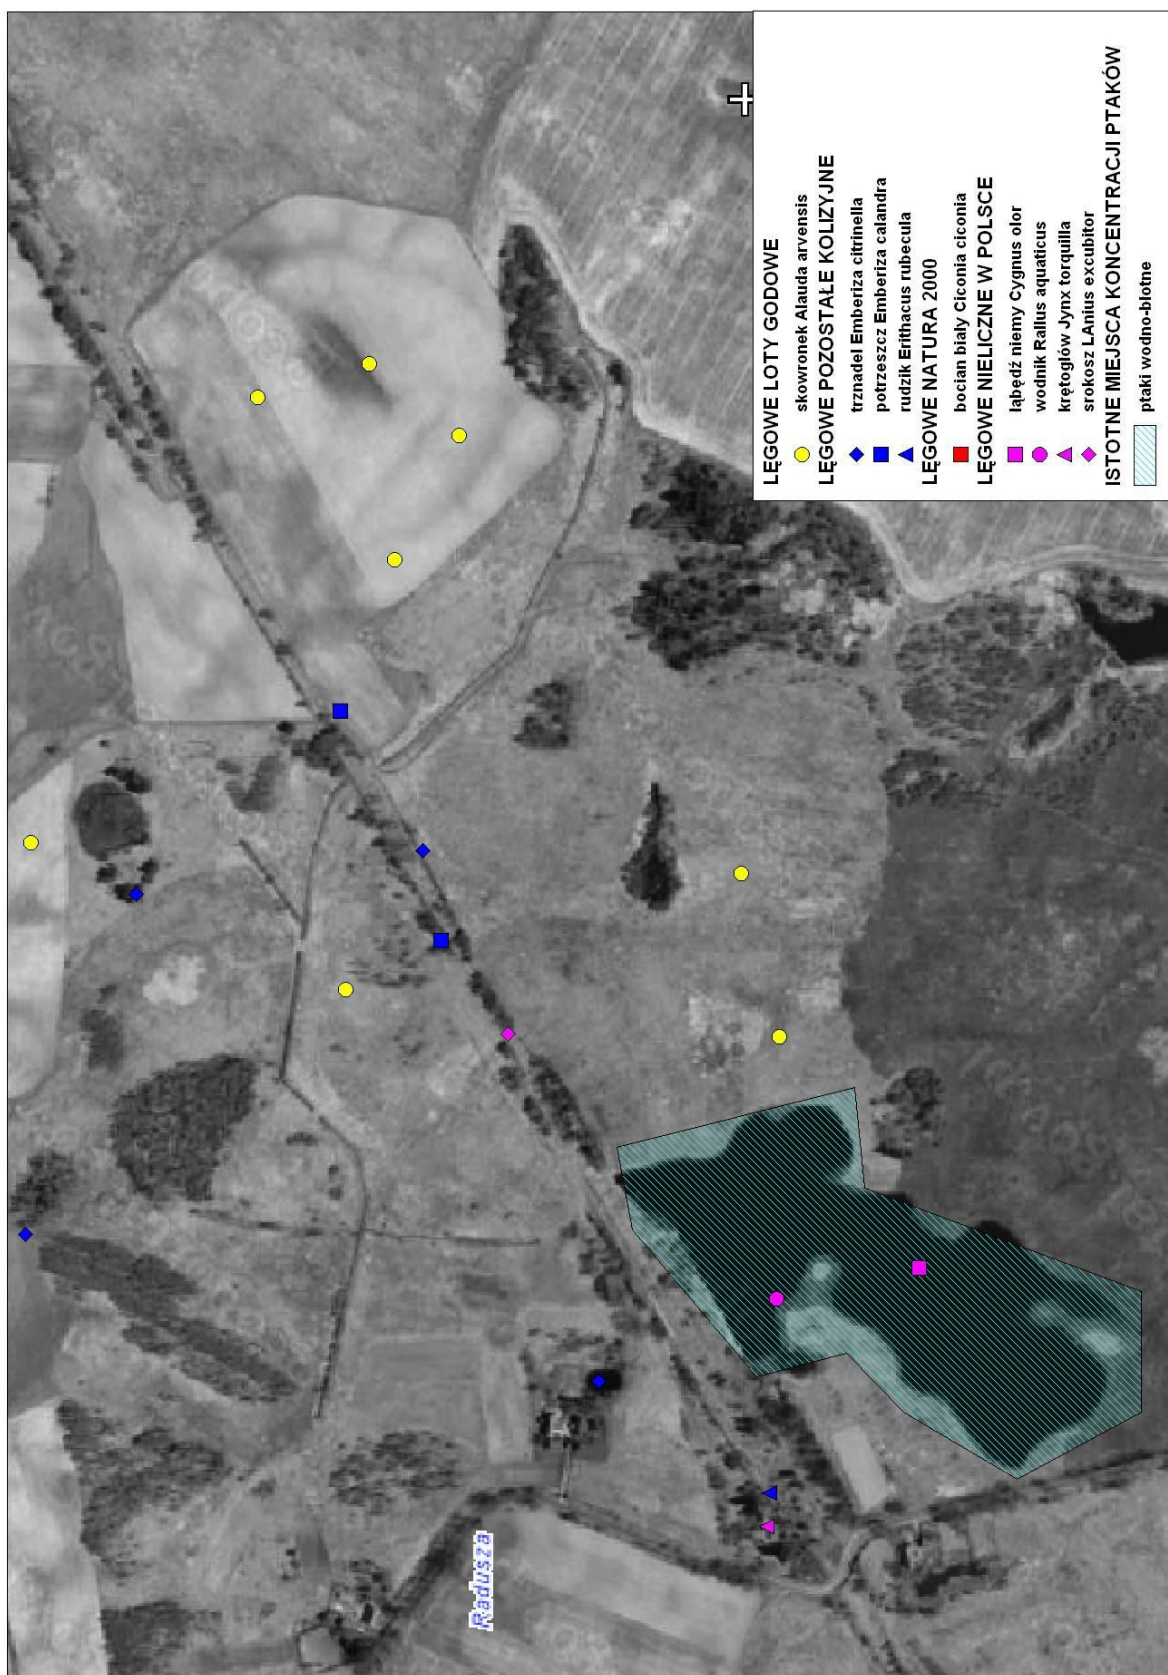 Radusza
LĘGOWE LOTY GODOWE
skowronek Alauda arvensis
LĘGOWE POZOSTAŁE KOLIZYJNE
trznadel Emberiza citrinella
potrzeszcz Emberiza calandra
rudzik Erithacus rubecula
LĘGOWE NATURA 2000
bocian biały Ciconia ciconia
LĘGOWE NIELICZNE W POLSCE
łąbędź niemy Cygnus olor
wodnik Rallus aquaticus
krętogłów Jynx torquilla
srokosz LAnius excubitor
ISTOTNE MIEJSCA KONCENTRACJI PTAKÓW
ptaki wodno-błotne